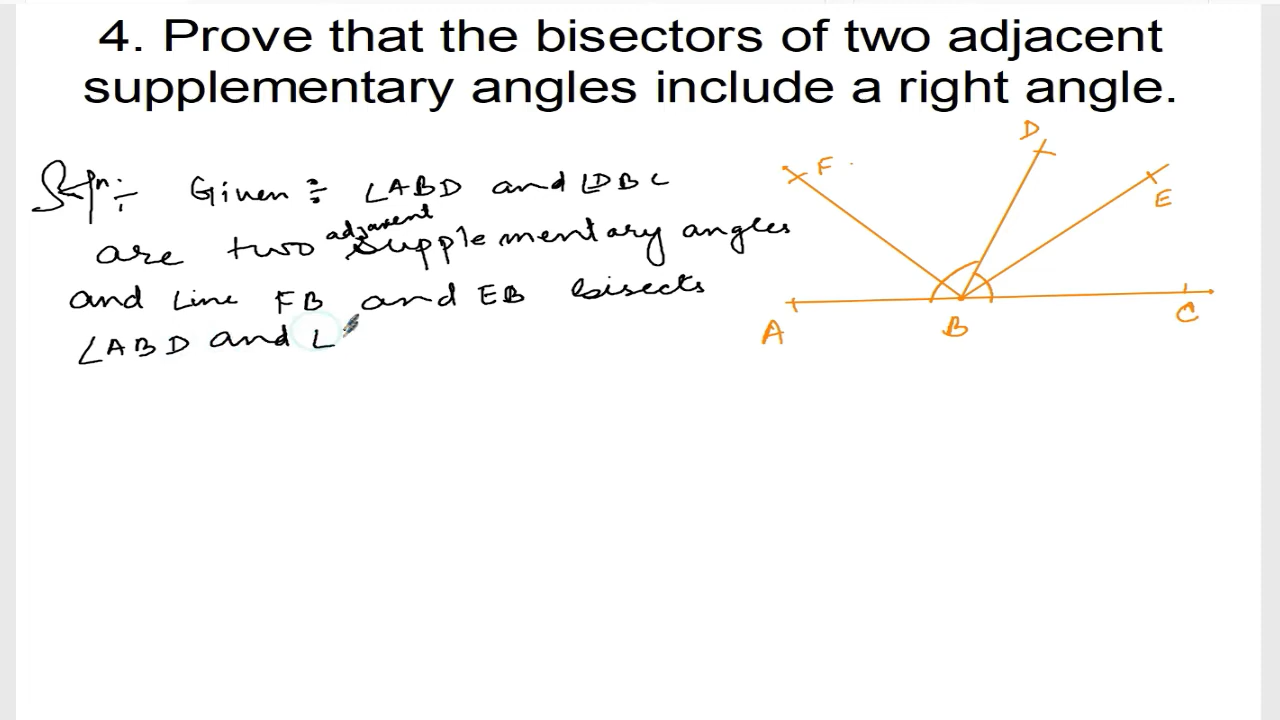 4. Prove that the bisectors of two adjacent
supplementary angles include a right angle.
Sol^n:- Given :- ∠ABD and ∠DBC
are two adjacent supplementary angles
and Line FB and EB bisects
∠ABD and ∠
F
D
E
A
B
C